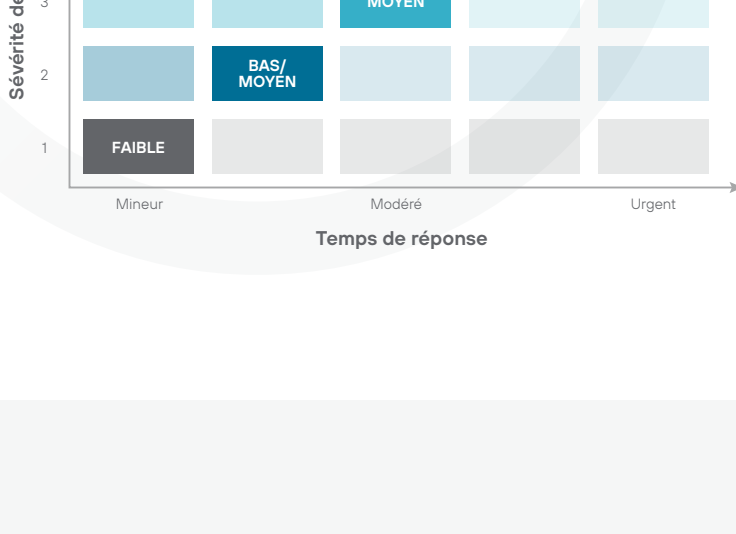 Sévérité de
3
MOYEN
2
BAS/
MOYEN
1
FAIBLE
Mineur
Modéré
Urgent
Temps de réponse